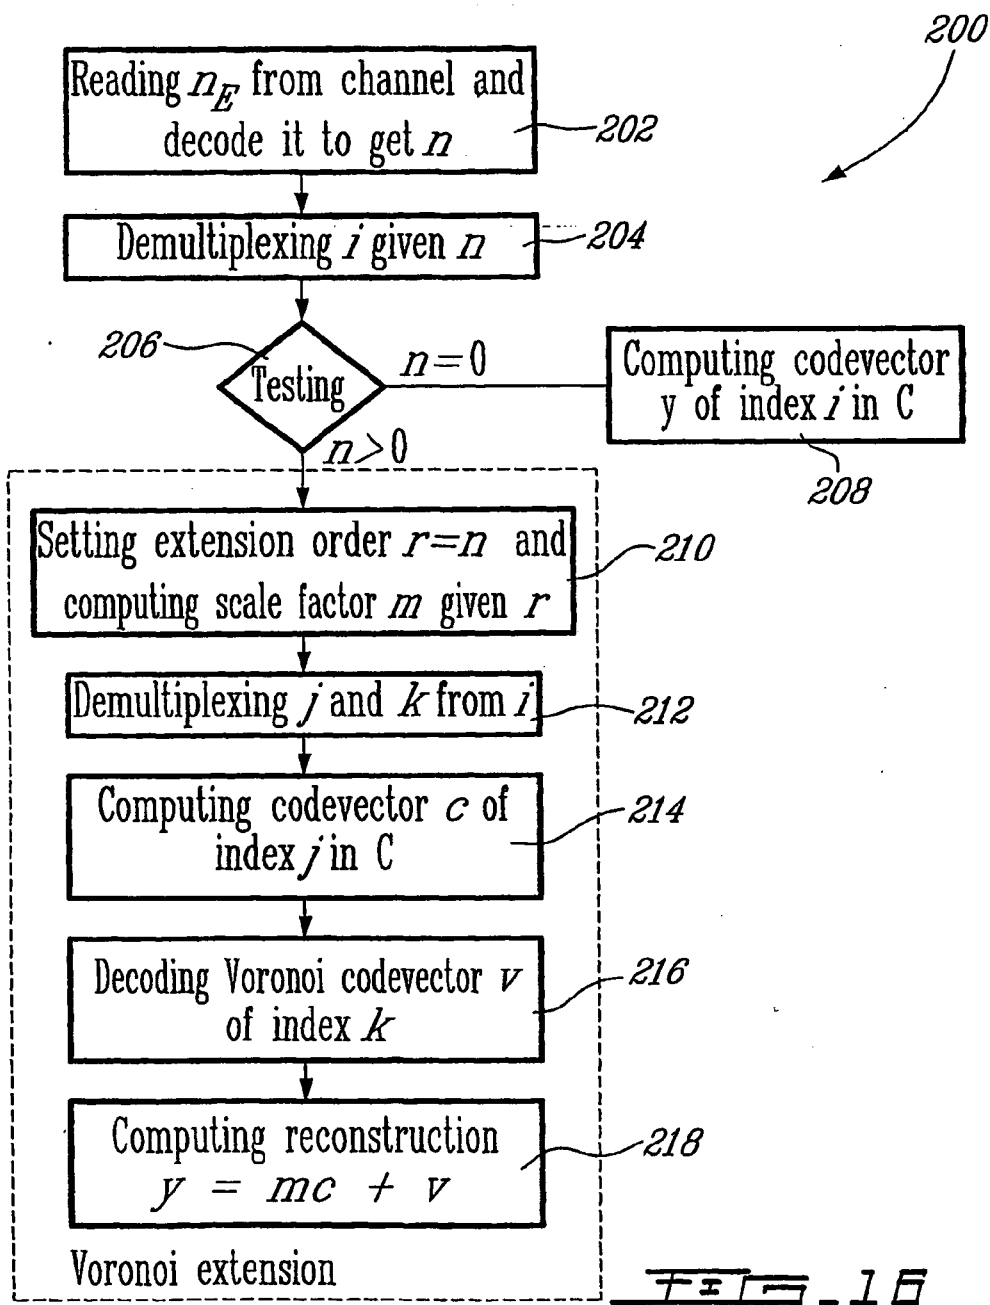 200
Reading n_E from channel and
decode it to get n
202
Demultiplexing i given n
204
206
Testing
n=0
n>0
Computing codevector
y of index i in C
208
Setting extension order r=n and
computing scale factor m given r
210
Demultiplexing j and k from i
212
Computing codevector c of
index j in C
214
Decoding Voronoi codevector v
of index k
216
Computing reconstruction
y = mc + v
218
Voronoi extension
FIG_16